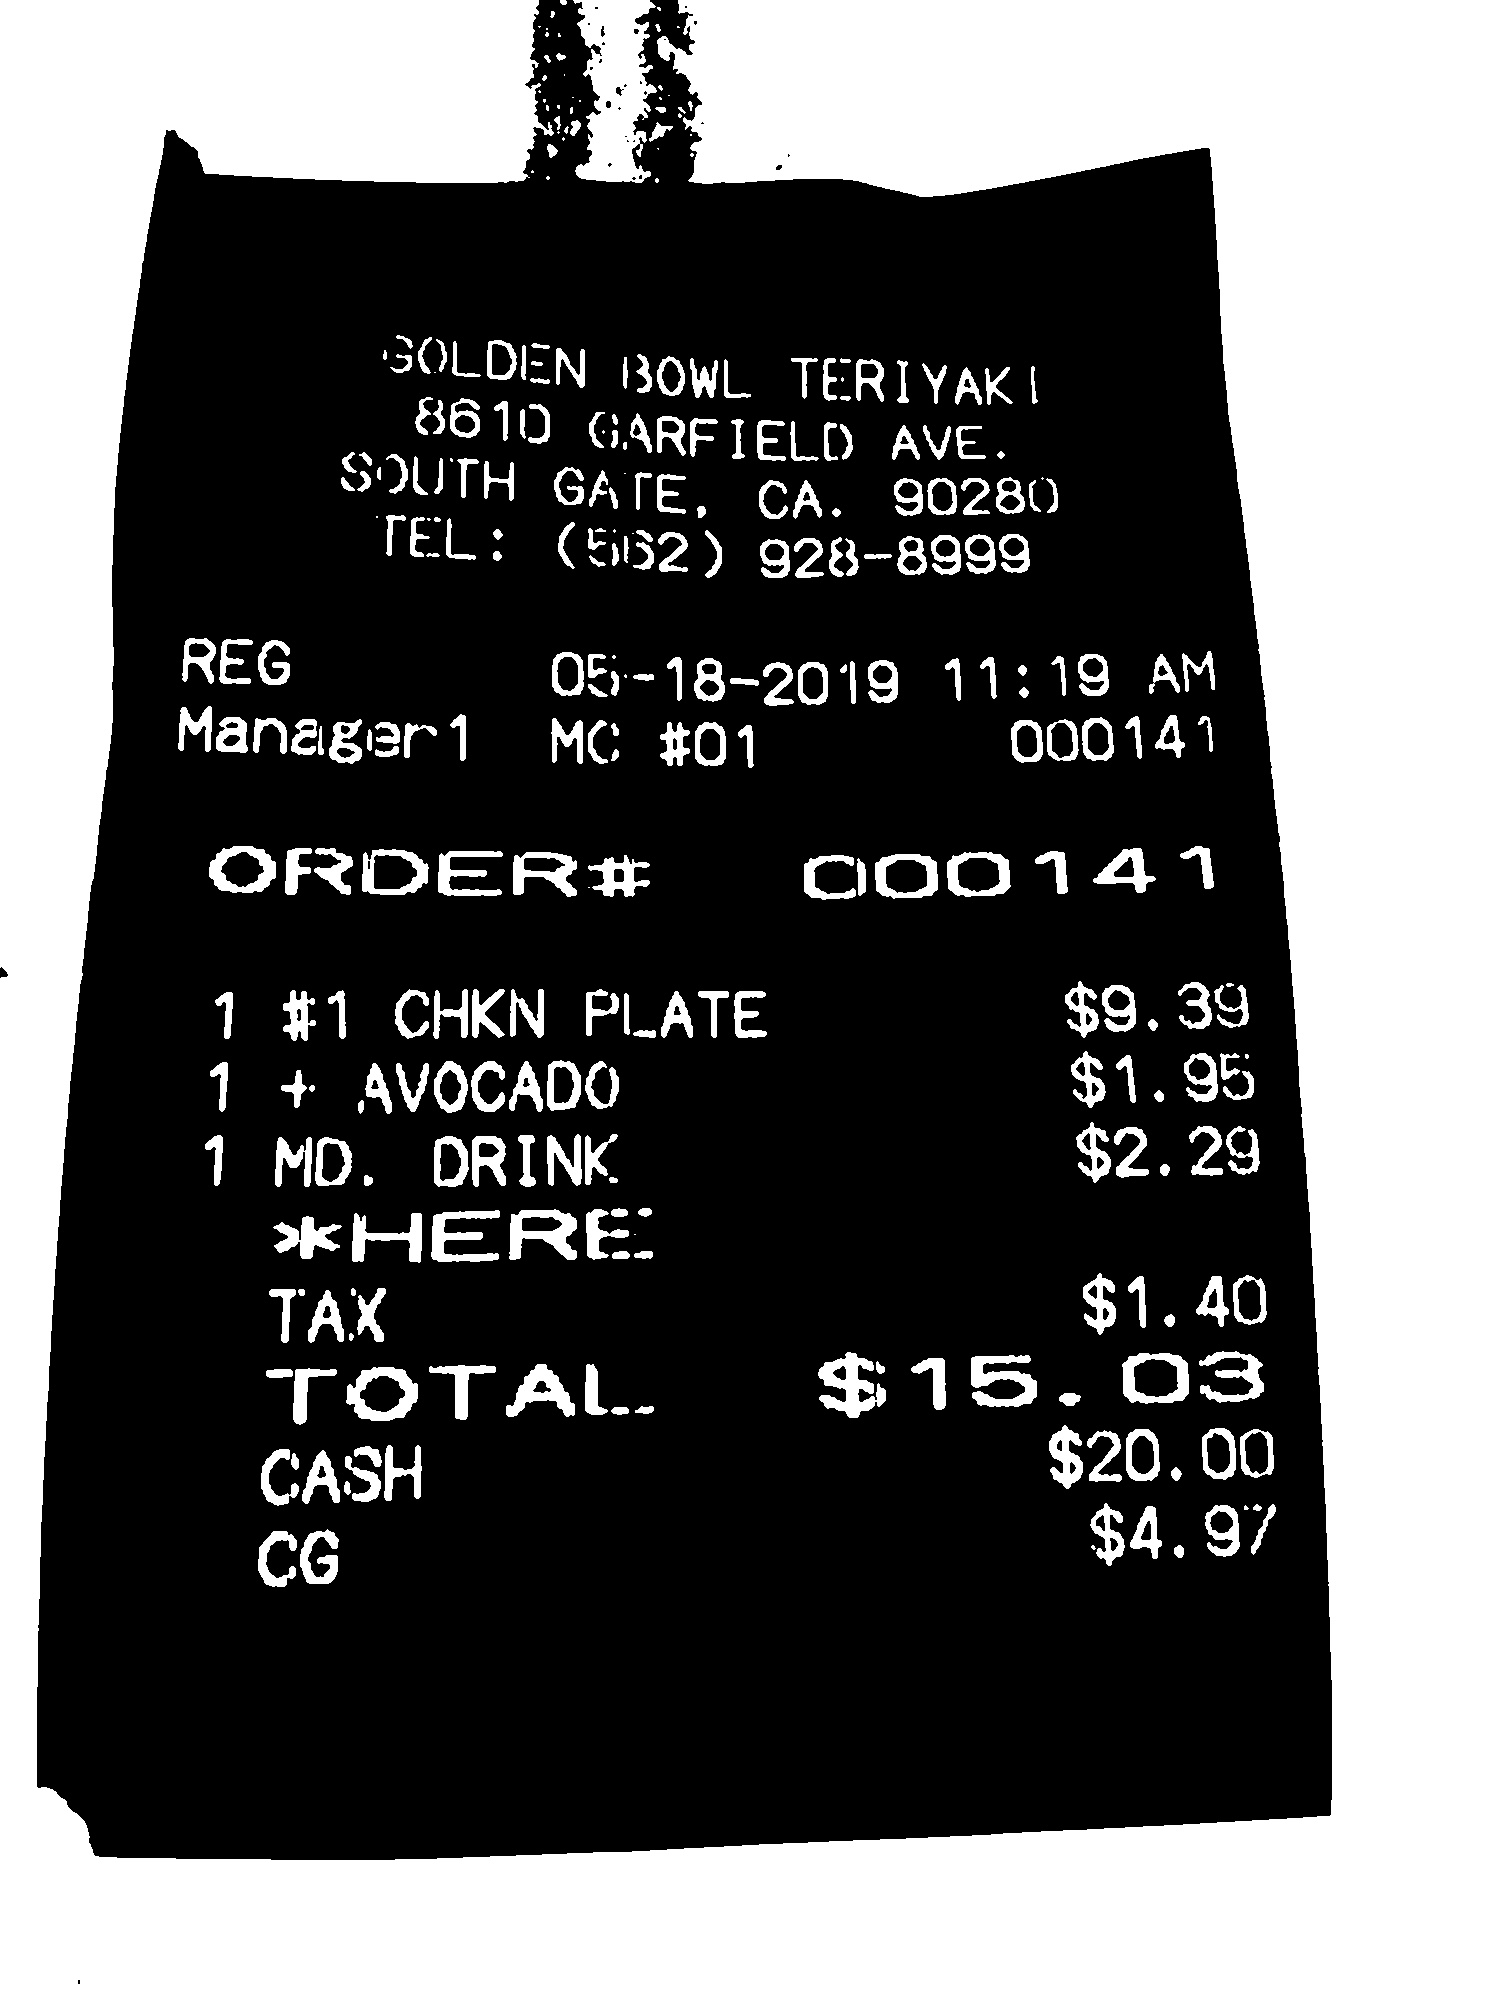 GOLDEN BOWL TERIYAKI
8610 GARFIELD AVE.
SOUTH GATE, CA. 90280
TEL: (562) 928-8999
REG 05-18-2019 11:19 AM
Manager1 MC #01 000141
ORDER# 000141
1 #1 CHKN PLATE $9.39
1 + AVOCADO $1.95
1 MD. DRINK $2.29
*HERE
TAX $1.40
TOTAL $15.03
CASH $20.00
CG $4.97